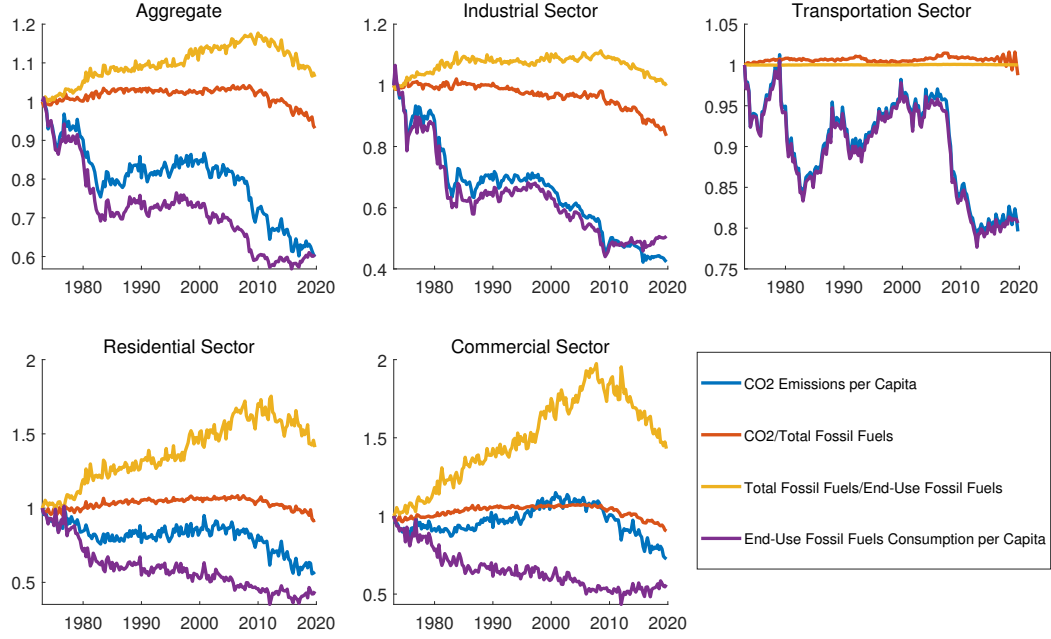 Aggregate
1.2
1.1
1
0.9
0.8
0.7
0.6
1980 1990 2000 2010 2020
Industrial Sector
1.2
1
0.8
0.6
0.4
1980 1990 2000 2010 2020
Transportation Sector
1.05
1
0.95
0.9
0.85
0.8
0.75
1980 1990 2000 2010 2020
Residential Sector
2
1.5
1
0.5
1980 1990 2000 2010 2020
Commercial Sector
2
1.5
1
0.5
1980 1990 2000 2010 2020
CO2 Emissions per Capita
CO2/Total Fossil Fuels
Total Fossil Fuels/End-Use Fossil Fuels
End-Use Fossil Fuels Consumption per Capita